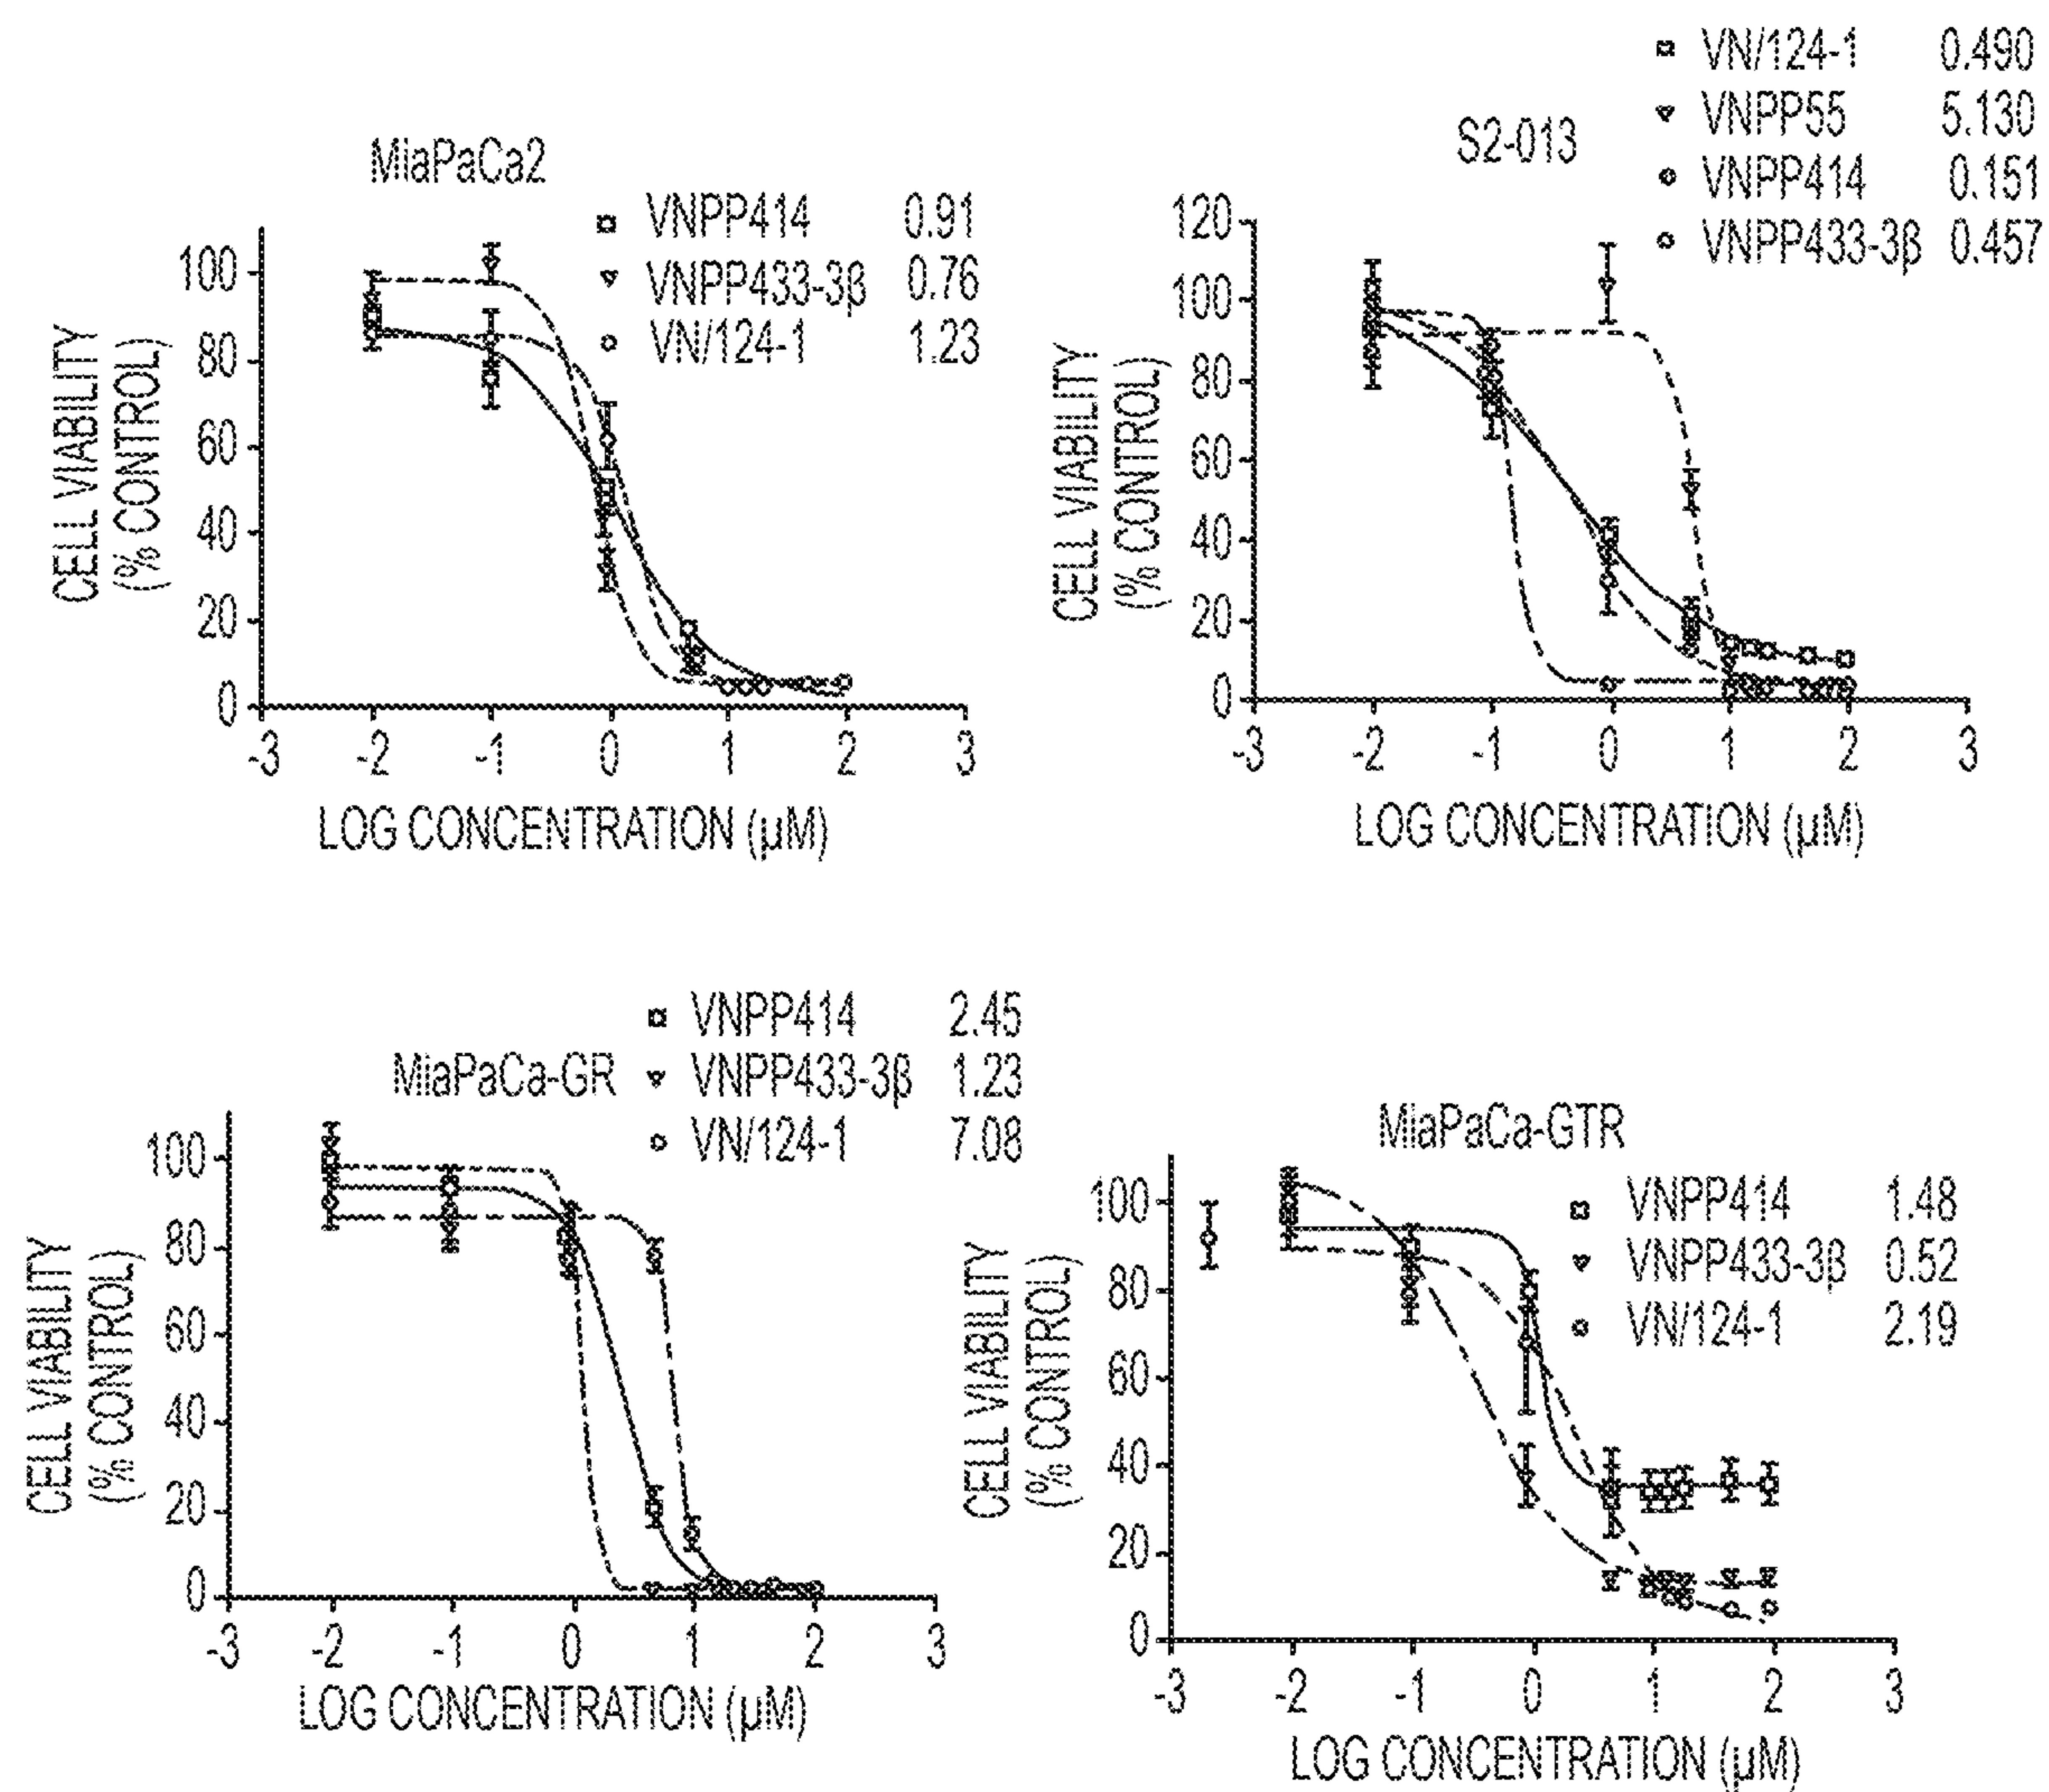 MiaPaCa2
VNPP414 0.91
VNPP433-3β 0.76
VN/124-1 1.23
CELL VIABILITY
(% CONTROL)
100
80
60
40
20
0
-3 -2 -1 0 1 2 3
LOG CONCENTRATION (µM)
VN/124-1 0.490
VNPP55 5.130
VNPP414 0.151
VNPP433-3β 0.457
S2-013
CELL VIABILITY
(% CONTROL)
120
100
80
60
40
20
0
-3 -2 -1 0 1 2 3
LOG CONCENTRATION (µM)
VNPP414 2.45
MiaPaCa-GR VNPP433-3β 1.23
VN/124-1 7.08
CELL VIABILITY
(% CONTROL)
100
80
60
40
20
0
-3 -2 -1 0 1 2 3
LOG CONCENTRATION (µM)
MiaPaCa-GTR
VNPP414 1.48
VNPP433-3β 0.52
VN/124-1 2.19
CELL VIABILITY
(% CONTROL)
100
80
60
40
20
0
-3 -2 -1 0 1 2 3
LOG CONCENTRATION (µM)